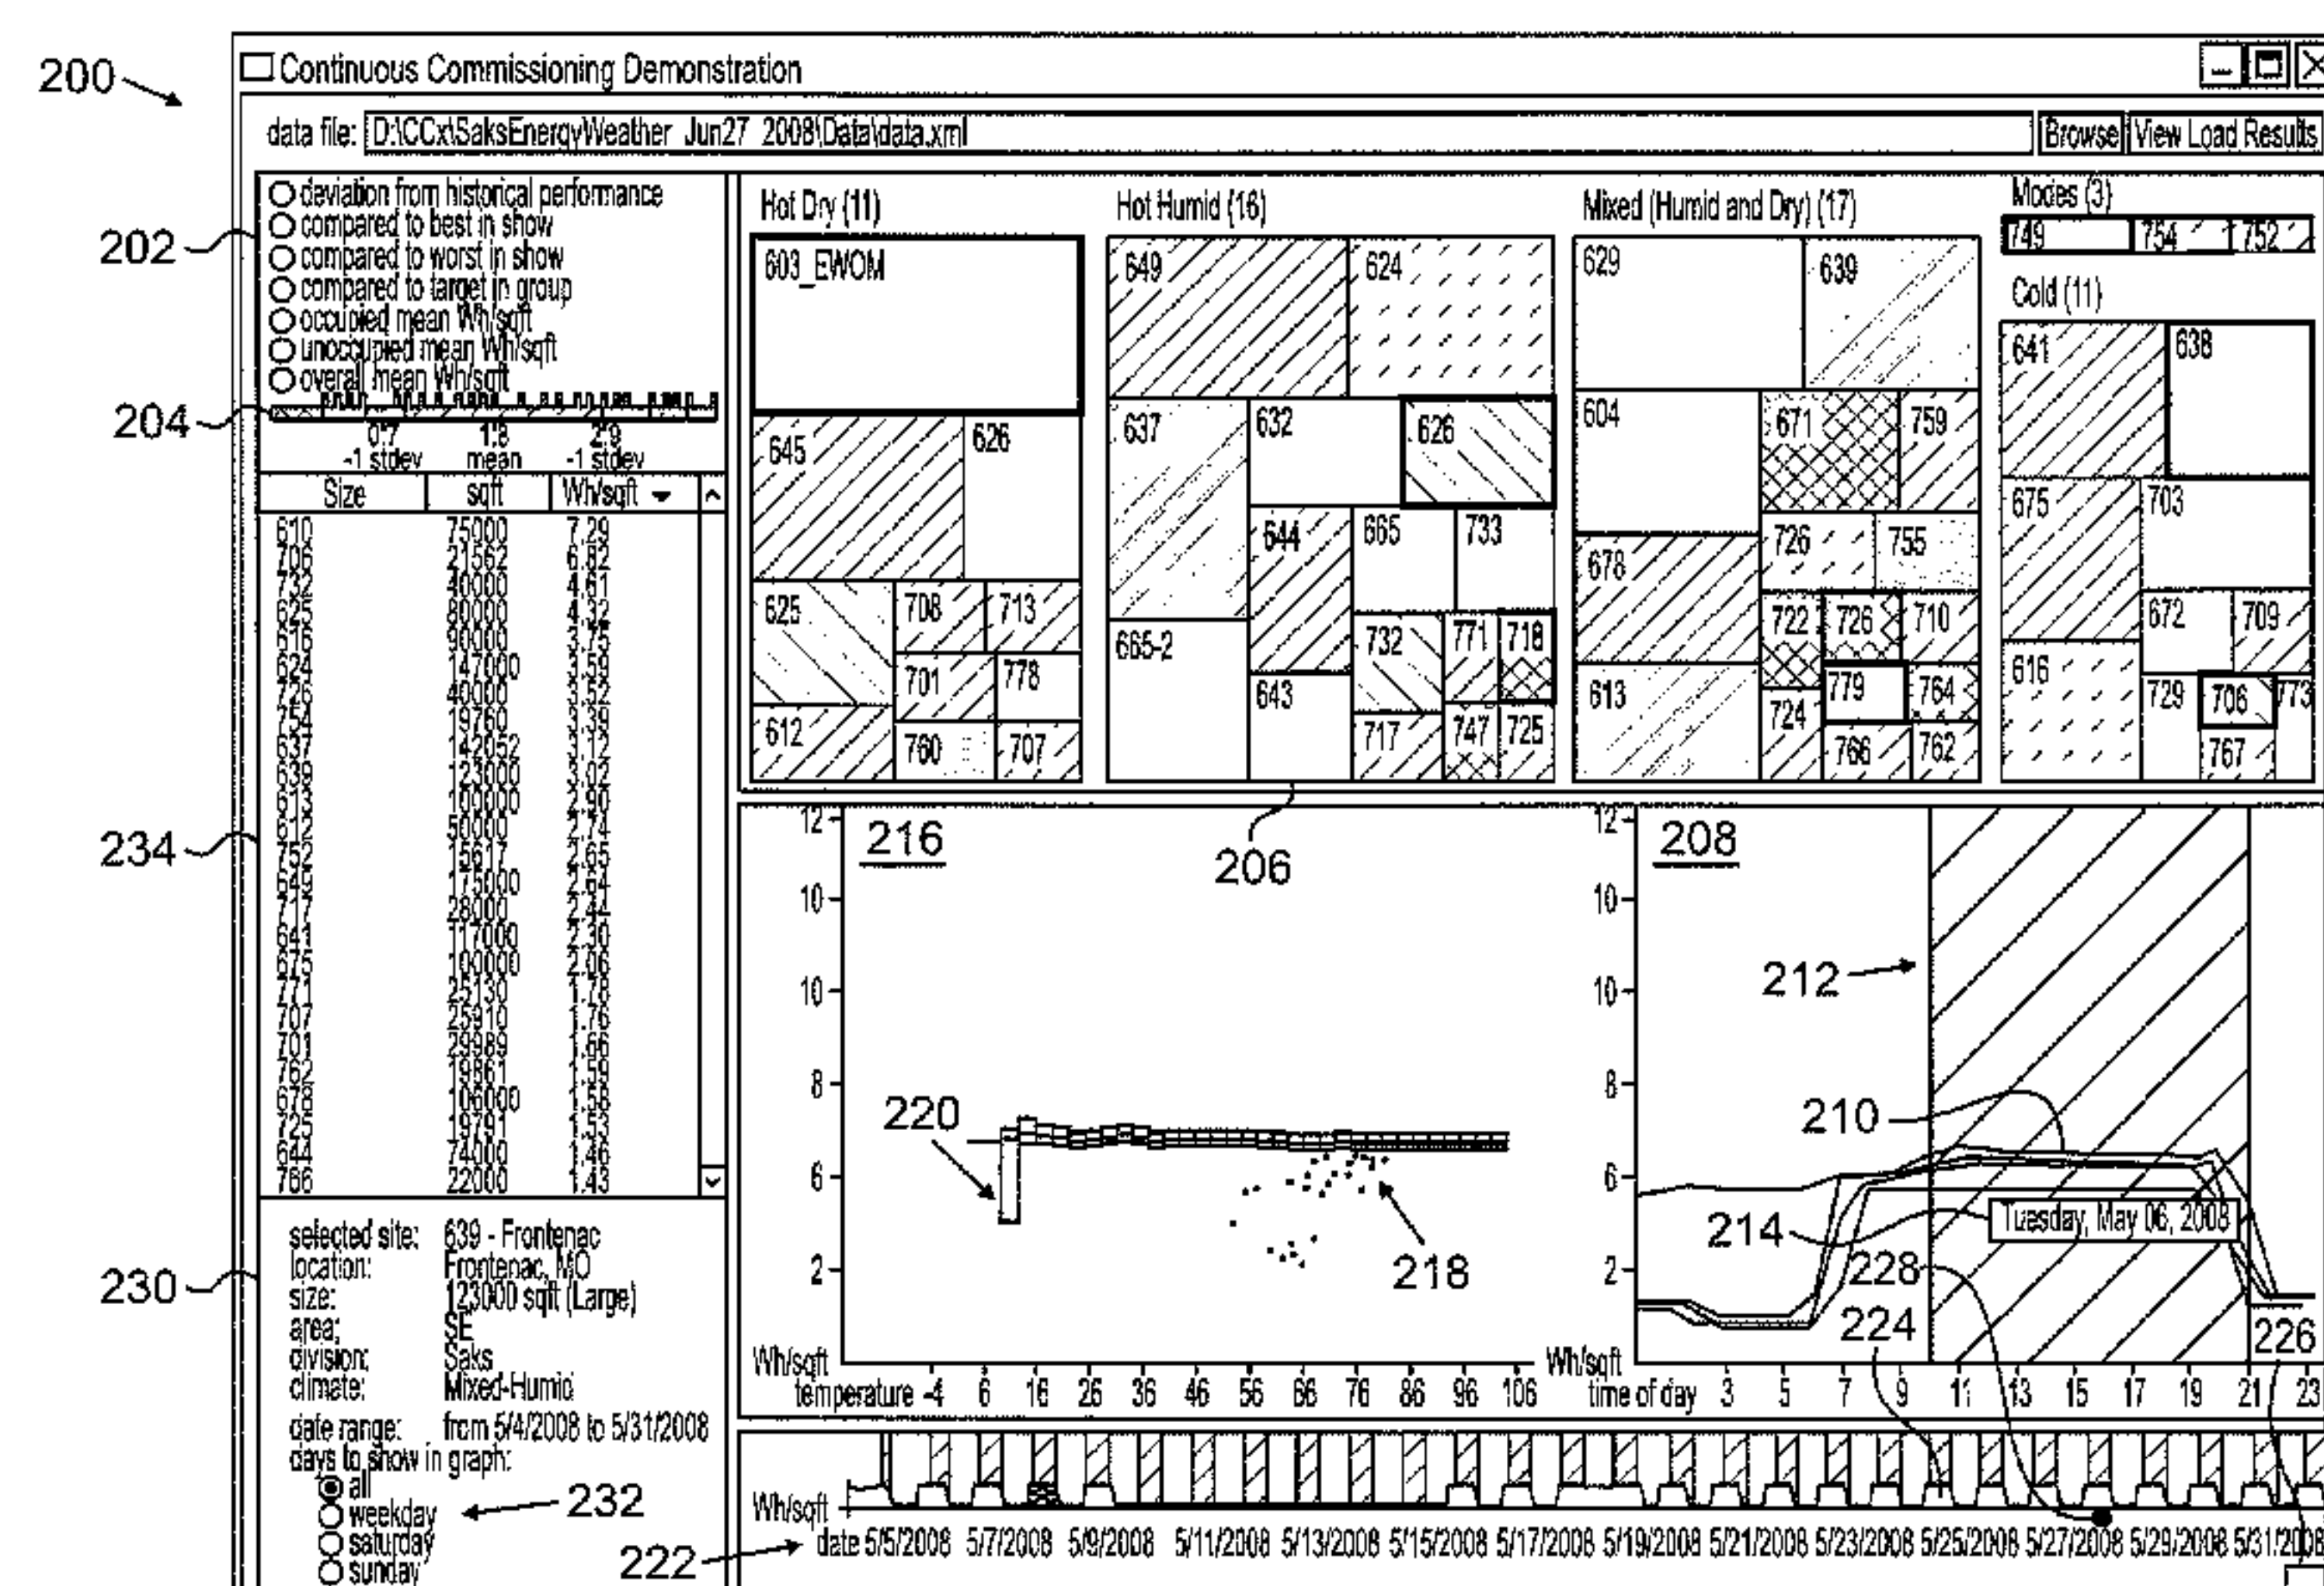 200
Continuous Commissioning Demonstration
data file: D:\CCx\SaksEnergyWeather_Jun27_2008\Data\data.xml Browse View Load Results
202
deviation from historical performance
compared to best in show
compared to worst in show
compared to target in group
occupied mean Wh/sqft
unoccupied mean Wh/sqft
overall mean Wh/sqft
204
0.7 1.8 2.9
-1 stdev mean -1 stdev
Size sqft Wh/sqft
610 75000 7.29
706 21562 6.82
732 40000 4.61
625 80000 4.32
616 90000 3.75
624 147000 3.59
726 40000 3.52
754 19760 3.39
637 142052 3.12
639 123000 3.02
613 100000 2.90
612 50000 2.74
752 15617 2.65
649 175000 2.64
717 28000 2.44
641 117000 2.30
675 100000 2.06
771 25130 1.78
707 25910 1.76
701 29989 1.66
762 19861 1.59
678 106000 1.58
725 19791 1.53
644 74000 1.46
766 22000 1.43
234
230
selected site: 639 - Frontenac
location: Frontenac, MO
size: 123000 sqft (Large)
area: SE
division: Saks
climate: Mixed-Humid
date range: from 5/4/2008 to 5/31/2008
days to show in graph:
all
weekday
saturday
sunday
232
Hot Dry (11)
603_EWOM
645 626
625 708 713
701 778
612 760 707
Hot Humid (16)
649 624
637 632 626
644 665 733
665-2 732 771 718
643 717 747 725
Mixed (Humid and Dry) (17)
629 639
604 671 759
678 726 755
722 726 710
613 779 764
724 766 762
Modes (3)
749 754 752
Cold (11)
641 638
675 703
672 709
616 729 706 773
767
206
216
12
10
10
8
6
2
220
218
Wh/sqft
temperature -4 6 16 26 36 46 56 66 76 86 96 106
208
12
10
10
8
6
2
212
210
214
Tuesday, May 06, 2008
228
224
226
Wh/sqft
time of day 3 5 7 9 11 13 15 17 19 21 23
Wh/sqft
222
date 5/5/2008 5/7/2008 5/9/2008 5/11/2008 5/13/2008 5/15/2008 5/17/2008 5/19/2008 5/21/2008 5/23/2008 5/25/2008 5/27/2008 5/29/2008 5/31/2008